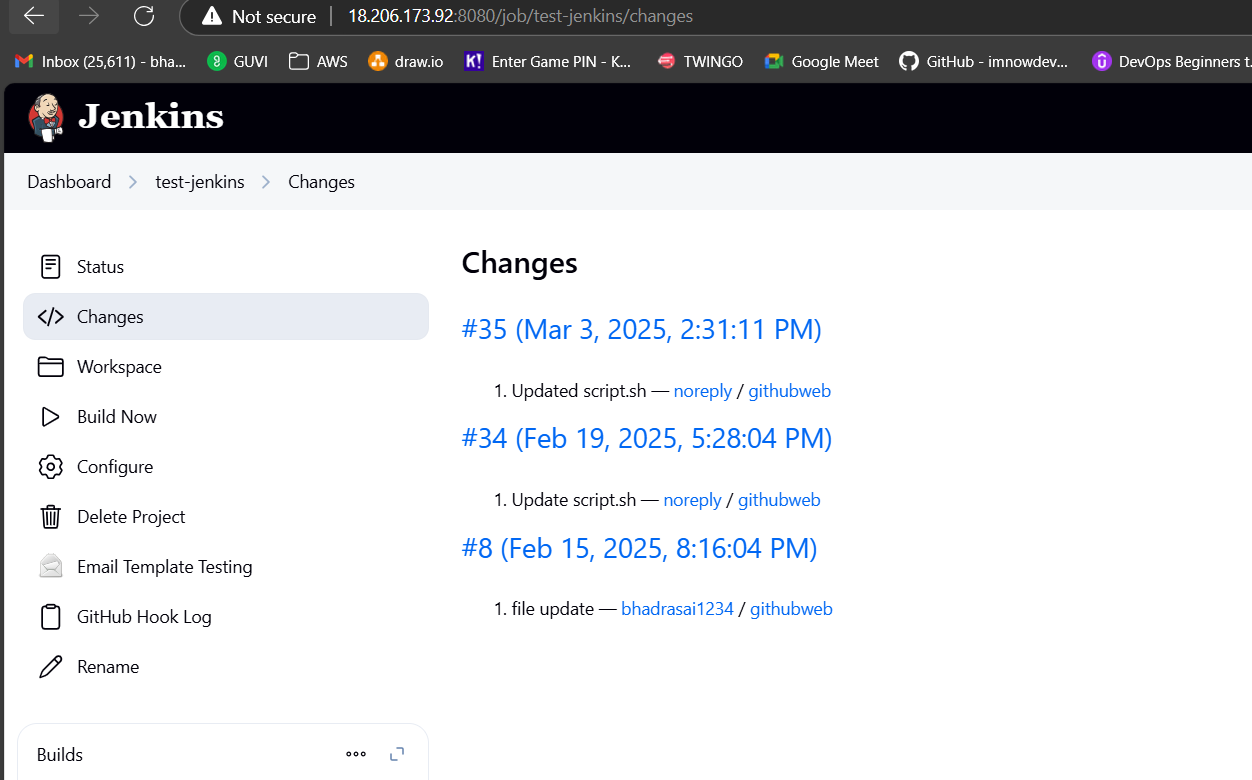 Not secure 18.206.173.92:8080/job/test-jenkins/changes
Inbox (25,611) - bha... GUVI AWS draw.io K! Enter Game PIN - K... TWINGO Google Meet GitHub - imnowdev... DevOps Beginners t.
Jenkins
Dashboard test-jenkins Changes
Status
Changes
Workspace
Build Now
Configure
Delete Project
Email Template Testing
GitHub Hook Log
Rename
Builds
Changes
#35 (Mar 3, 2025, 2:31:11 PM)
1. Updated script.sh — noreply / githubweb
#34 (Feb 19, 2025, 5:28:04 PM)
1. Update script.sh — noreply / githubweb
#8 (Feb 15, 2025, 8:16:04 PM)
1. file update — bhadrasai1234 / githubweb